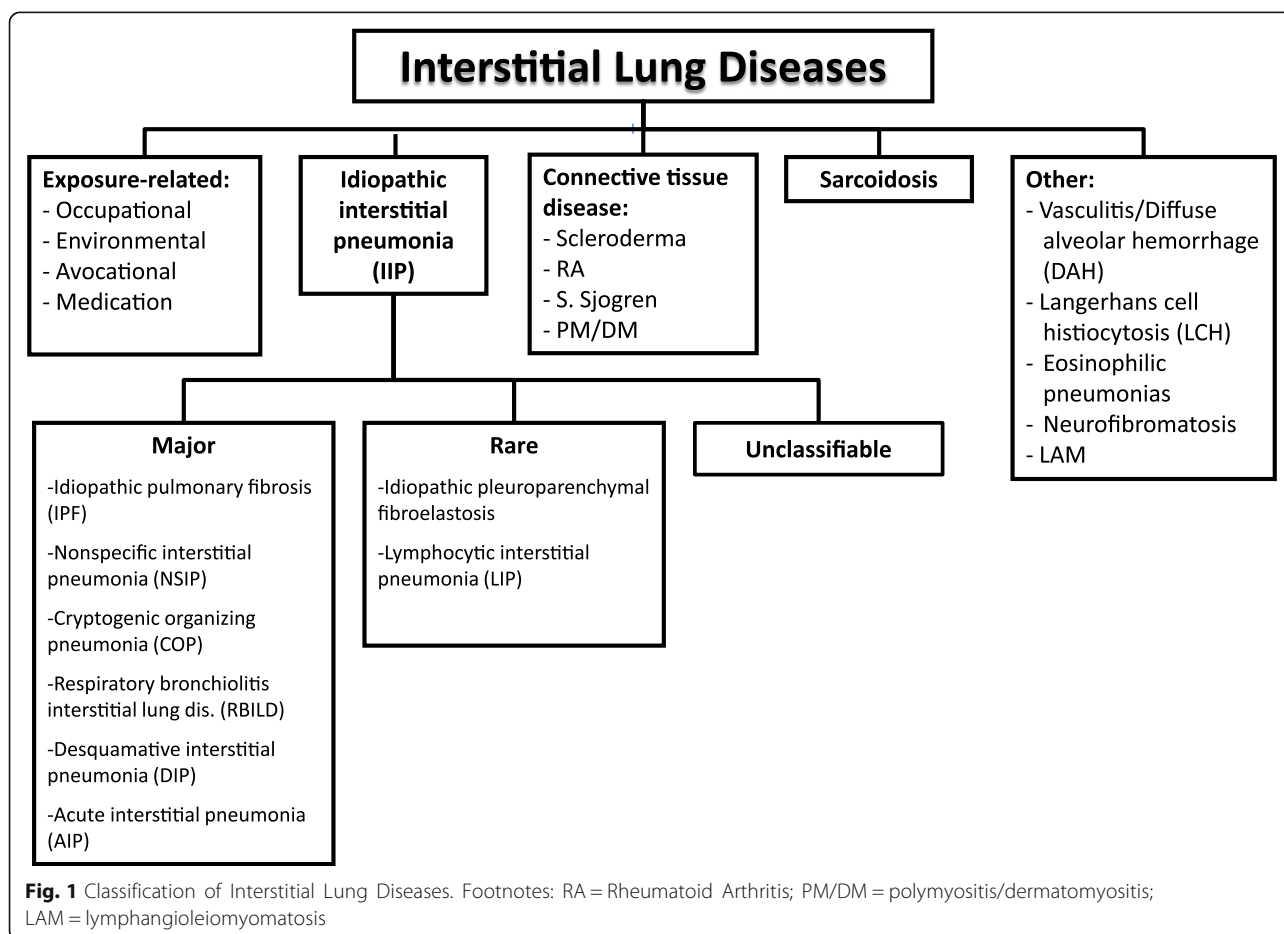 Interstitial Lung Diseases
Exposure-related:
- Occupational
- Environmental
- Avocational
- Medication
Idiopathic
interstitial
pneumonia
(IIP)
Connective tissue
disease:
- Scleroderma
- RA
- S. Sjogren
- PM/DM
Sarcoidosis
Other:
- Vasculitis/Diffuse
alveolar hemorrhage
(DAH)
- Langerhans cell
histiocytosis (LCH)
- Eosinophilic
pneumonias
- Neurofibromatosis
- LAM
Major
-Idiopathic pulmonary fibrosis
(IPF)
-Nonspecific interstitial
pneumonia (NSIP)
-Cryptogenic organizing
pneumonia (COP)
-Respiratory bronchiolitis
interstitial lung dis. (RBILD)
-Desquamative interstitial
pneumonia (DIP)
-Acute interstitial pneumonia
(AIP)
Rare
-Idiopathic pleuroparenchymal
fibroelastosis
-Lymphocytic interstitial
pneumonia (LIP)
Unclassifiable
Fig. 1 Classification of Interstitial Lung Diseases. Footnotes: RA = Rheumatoid Arthritis; PM/DM = polymyositis/dermatomyositis;
LAM = lymphangioleiomyomatosis